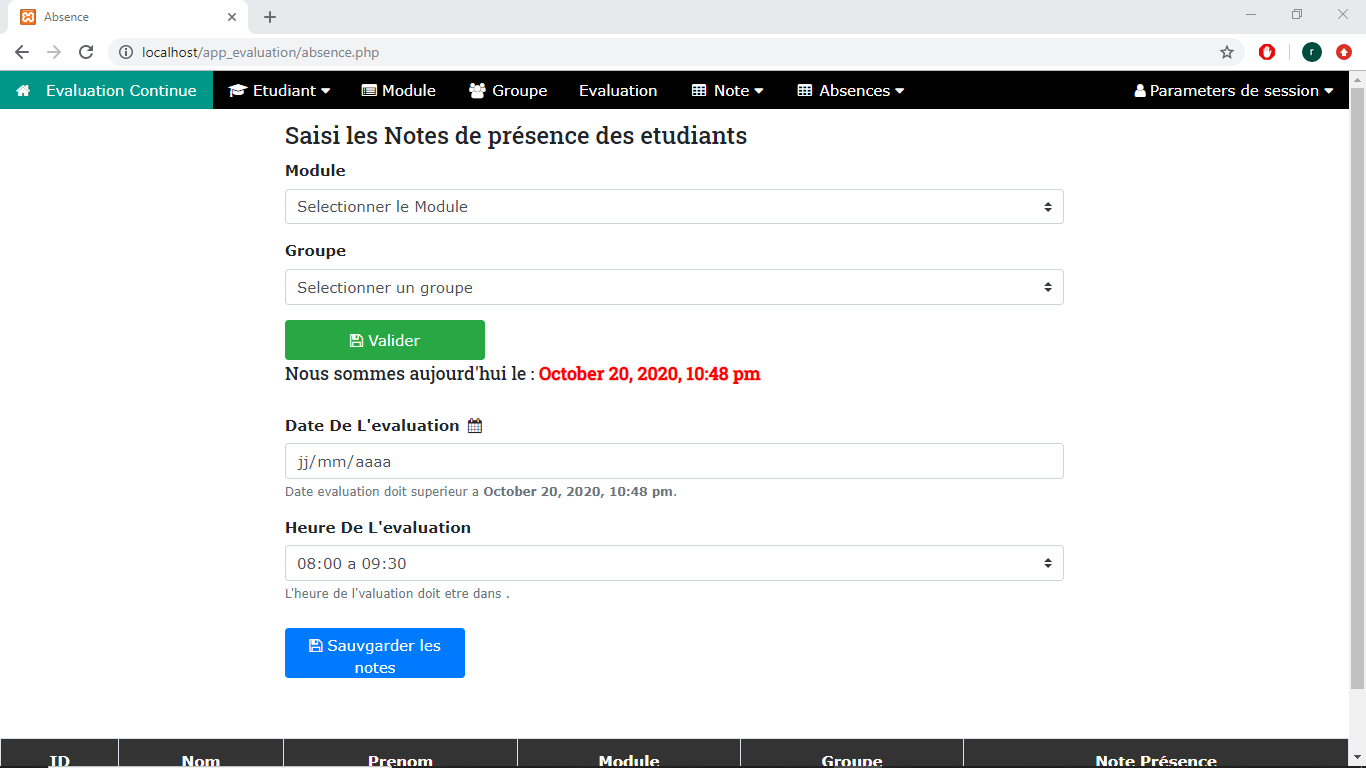 Absence
localhost/app_evaluation/absence.php
r
Evaluation Continue Etudiant Module Groupe Evaluation Note Absences Parameters de session
Saisi les Notes de présence des etudiants
Module
Selectionner le Module
Groupe
Selectionner un groupe
Valider
Nous sommes aujourd'hui le : October 20, 2020, 10:48 pm
Date De L'evaluation
jj/mm/aaaa
Date evaluation doit superieur a October 20, 2020, 10:48 pm.
Heure De L'evaluation
08:00 a 09:30
L'heure de l'valuation doit etre dans .
Sauvgarder les
notes
ID Nom Prenom Module Groupe Note Présence